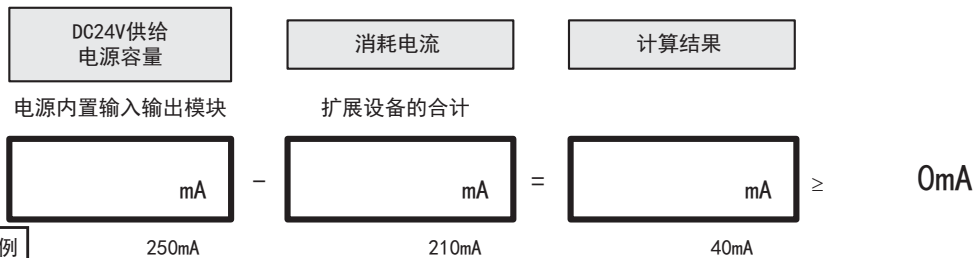 DC24V供给
电源容量
消耗电流
计算结果
电源内置输入输出模块
扩展设备的合计
mA － mA = mA ≥ 0mA
例 250mA 210mA 40mA